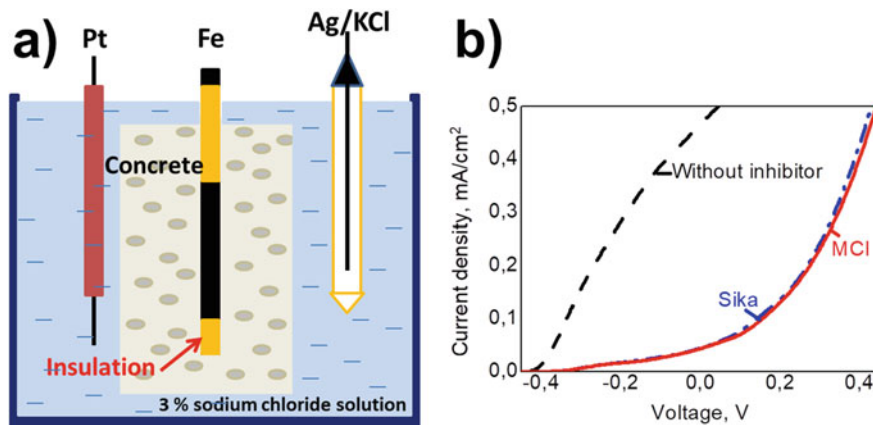 a)
Pt
Fe
Ag/KCl
Concrete
Insulation
3 % sodium chloride solution
b)
Current density, mA/cm²
0,5
0,4
0,3
0,2
0,1
0,0
Without inhibitor
MCI
Sika
-0,4 -0,2 0,0 0,2 0,4
Voltage, V